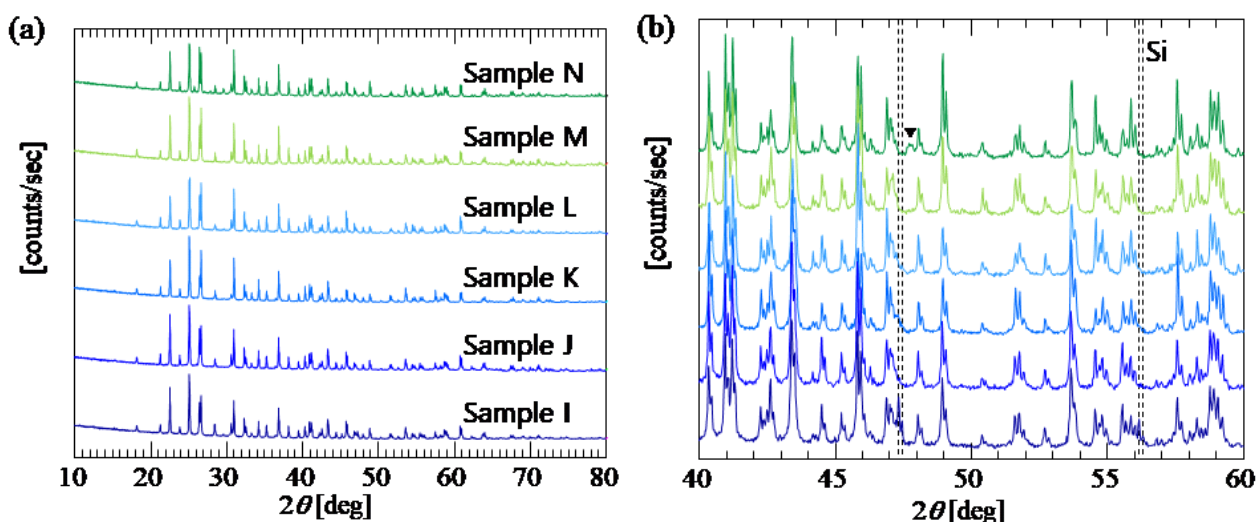 (a)
Sample N
Sample M
Sample L
Sample K
Sample J
Sample I
[counts/sec]
10 20 30 40 50 60 70 80
2θ [deg]
(b)
Si
[counts/sec]
40 45 50 55 60
2θ [deg]